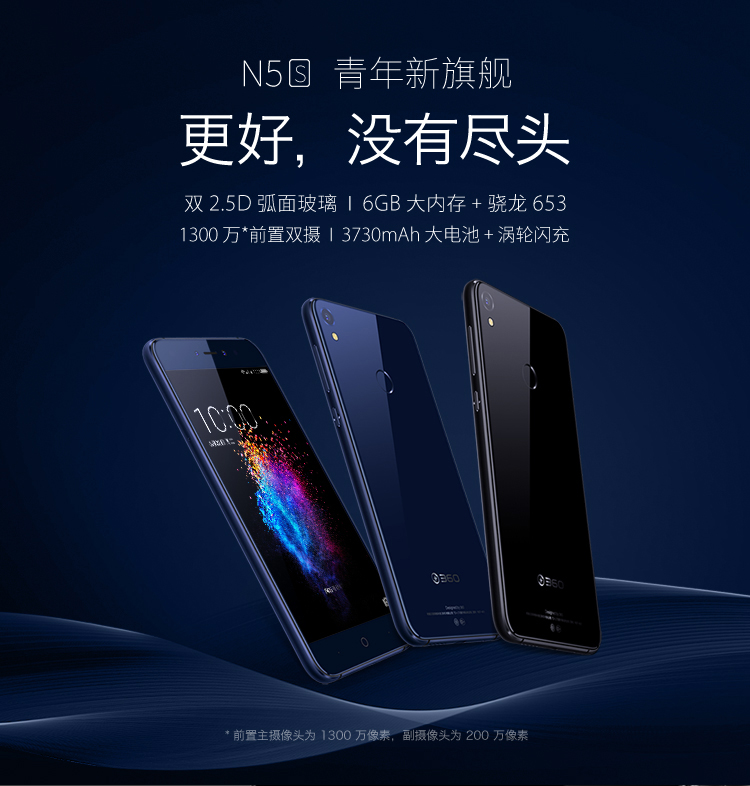 N5S 青年新旗舰
更好，没有尽头
双 2.5D 弧面玻璃 | 6GB 大内存 + 骁龙 653
1300 万*前置双摄 | 3730mAh 大电池 + 涡轮闪充
10:00
360
360
* 前置主摄像头为 1300 万像素，副摄像头为 200 万像素